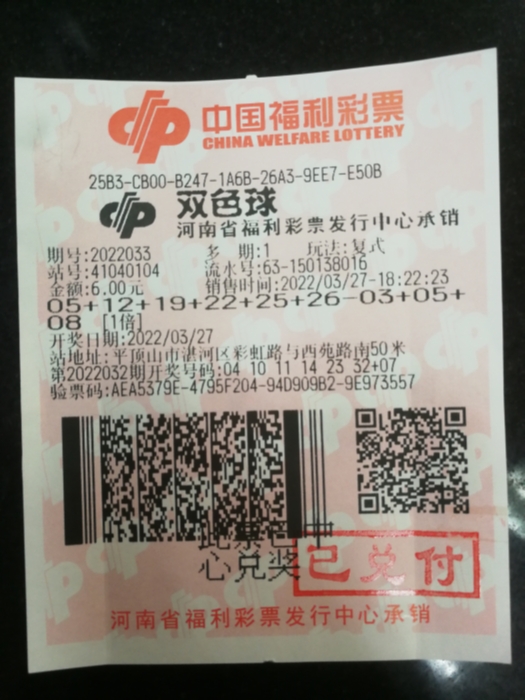 中国福利彩票
CHINA WELFARE LOTTERY
25B3-CB00-B247-1A6B-26A3-9EE7-E50B
双色球
河南省福利彩票发行中心承销
期号:2022033 多 期:1 玩法:复式
站号:41040104 流水号:63-150138016
金额:6.00元 销售时间:2022/03/27-18:22:23
05+12+19+22+25+26-03+05+
08 [1倍]
开奖日期:2022/03/27
站地址:平顶山市湛河区彩虹路与西苑路南50米
第2022032期开奖号码:04 10 11 14 23 32+07
验票码:AEA5379E-4795F204-94D909B2-9E973557
此票已中
心兑奖
已兑付
河南省福利彩票发行中心承销